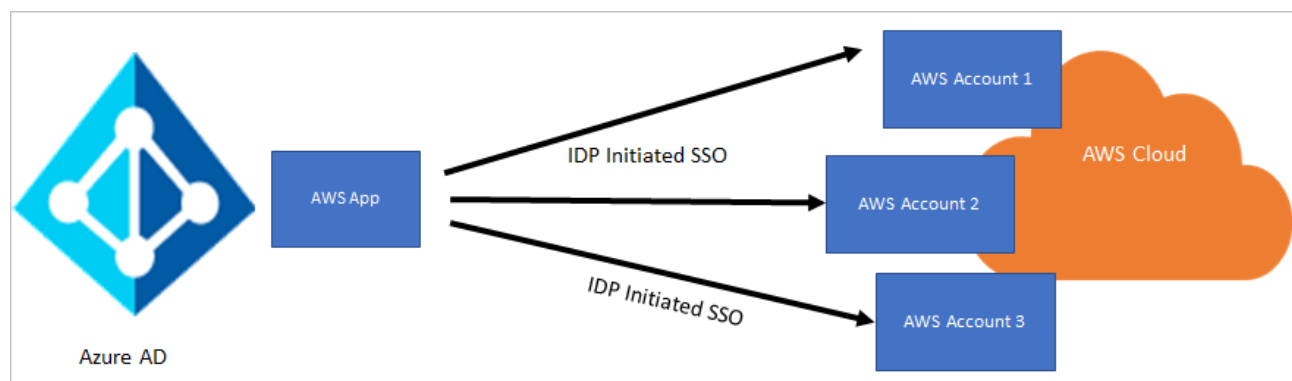 AWS Account 1
IDP Initiated SSO
AWS Cloud
AWS App
AWS Account 2
IDP Initiated SSO
AWS Account 3
Azure AD